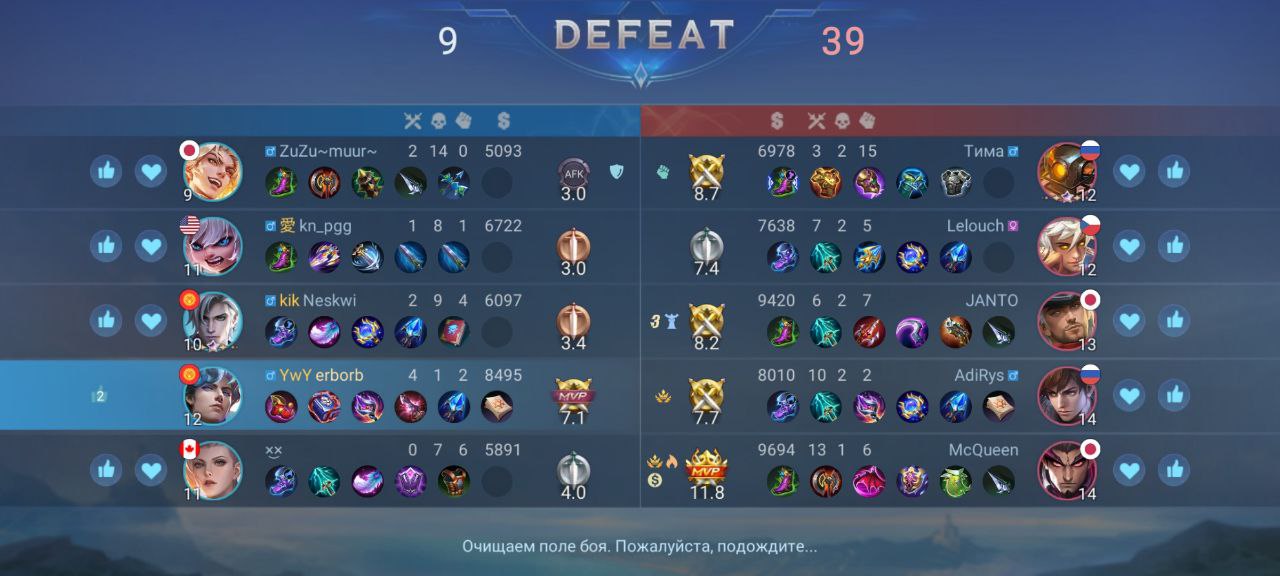 9 DEFEAT 39
ZuZu~muur~ 2 14 0 5093
9
AFK
3.0
6978 3 2 15 Тима
8.7
12
愛 kn_pgg 1 8 1 6722
11
3.0
7638 7 2 5 Lelouch
7.4
12
kik Neskwi 2 9 4 6097
10
3.4
9420 6 2 7 JANTO
3
8.2
13
YwY erborb 4 1 2 8495
2
12
MVP
7.1
8010 10 2 2 AdiRys
7.7
14
xx 0 7 6 5891
11
4.0
9694 13 1 6 McQueen
MVP
11.8
14
Очищаем поле боя. Пожалуйста, подождите...